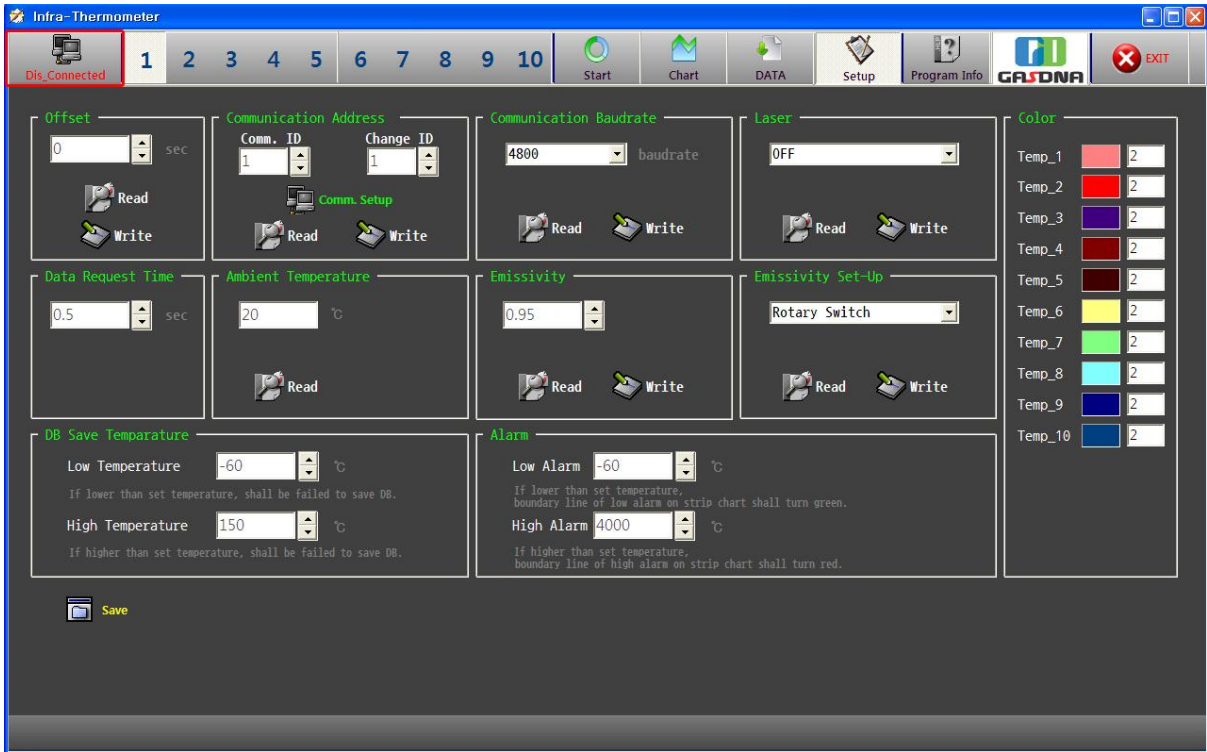 Infra-Thermometer
Dis_Connected 1 2 3 4 5 6 7 8 9 10 Start Chart DATA Setup Program Info GASDNA EXIT
Offset
0 sec
Read
Write
Communication Address
Comm. ID Change ID
1 1
Comm. Setup
Read Write
Communication Baudrate
4800 baudrate
Read Write
Laser
OFF
Read Write
Data Request Time
0.5 sec
Ambient Temperature
20 ℃
Read
Emissivity
0.95
Read Write
Emissivity Set-Up
Rotary Switch
Read Write
Color
Temp_1 2
Temp_2 2
Temp_3 2
Temp_4 2
Temp_5 2
Temp_6 2
Temp_7 2
Temp_8 2
Temp_9 2
Temp_10 2
DB Save Temparature
Low Temperature -60 ℃
If lower than set temperature, shall be failed to save DB.
High Temperature 150 ℃
If higher than set temperature, shall be failed to save DB.
Alarm
Low Alarm -60 ℃
If lower than set temperature,
boundary line of low alarm on strip chart shall turn green.
High Alarm 4000 ℃
If higher than set temperature,
boundary line of high alarm on strip chart shall turn red.
Save